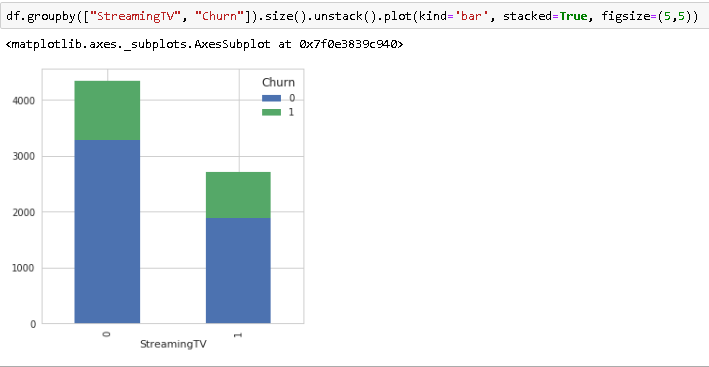 df.groupby(["StreamingTV", "Churn"]).size().unstack().plot(kind='bar', stacked=True, figsize=(5,5))
<matplotlib.axes._subplots.AxesSubplot at 0x7f0e3839c940>
Churn
0
1
4000
3000
2000
1000
0
0
1
StreamingTV